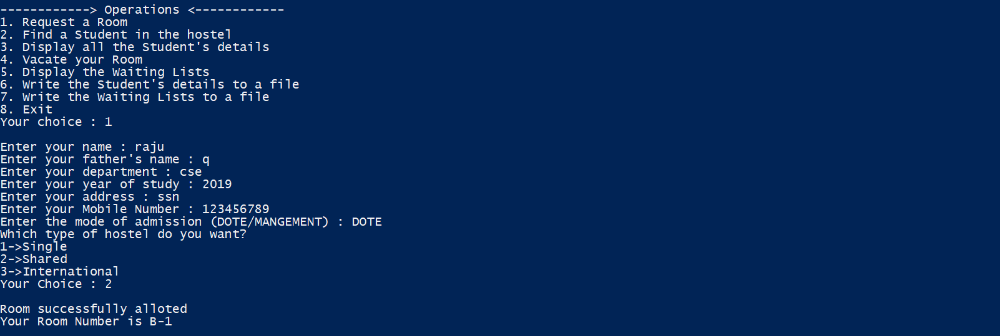 ------------> Operations <------------
1. Request a Room
2. Find a Student in the hostel
3. Display all the Student's details
4. Vacate your Room
5. Display the Waiting Lists
6. Write the Student's details to a file
7. Write the Waiting Lists to a file
8. Exit
Your choice : 1
Enter your name : raju
Enter your father's name : q
Enter your department : cse
Enter your year of study : 2019
Enter your address : ssn
Enter your Mobile Number : 123456789
Enter the mode of admission (DOTE/MANGEMENT) : DOTE
Which type of hostel do you want?
1->Single
2->Shared
3->International
Your Choice : 2
Room successfully alloted
Your Room Number is B-1